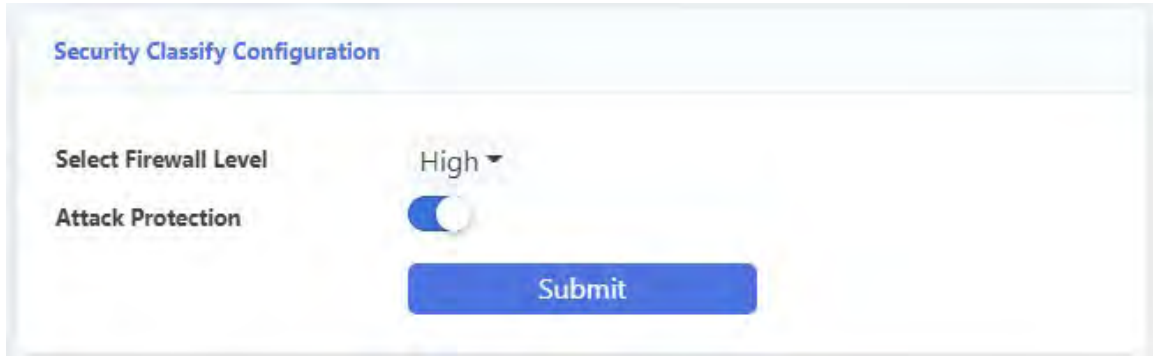 Security Classify Configuration
Select Firewall Level High
Attack Protection
Submit